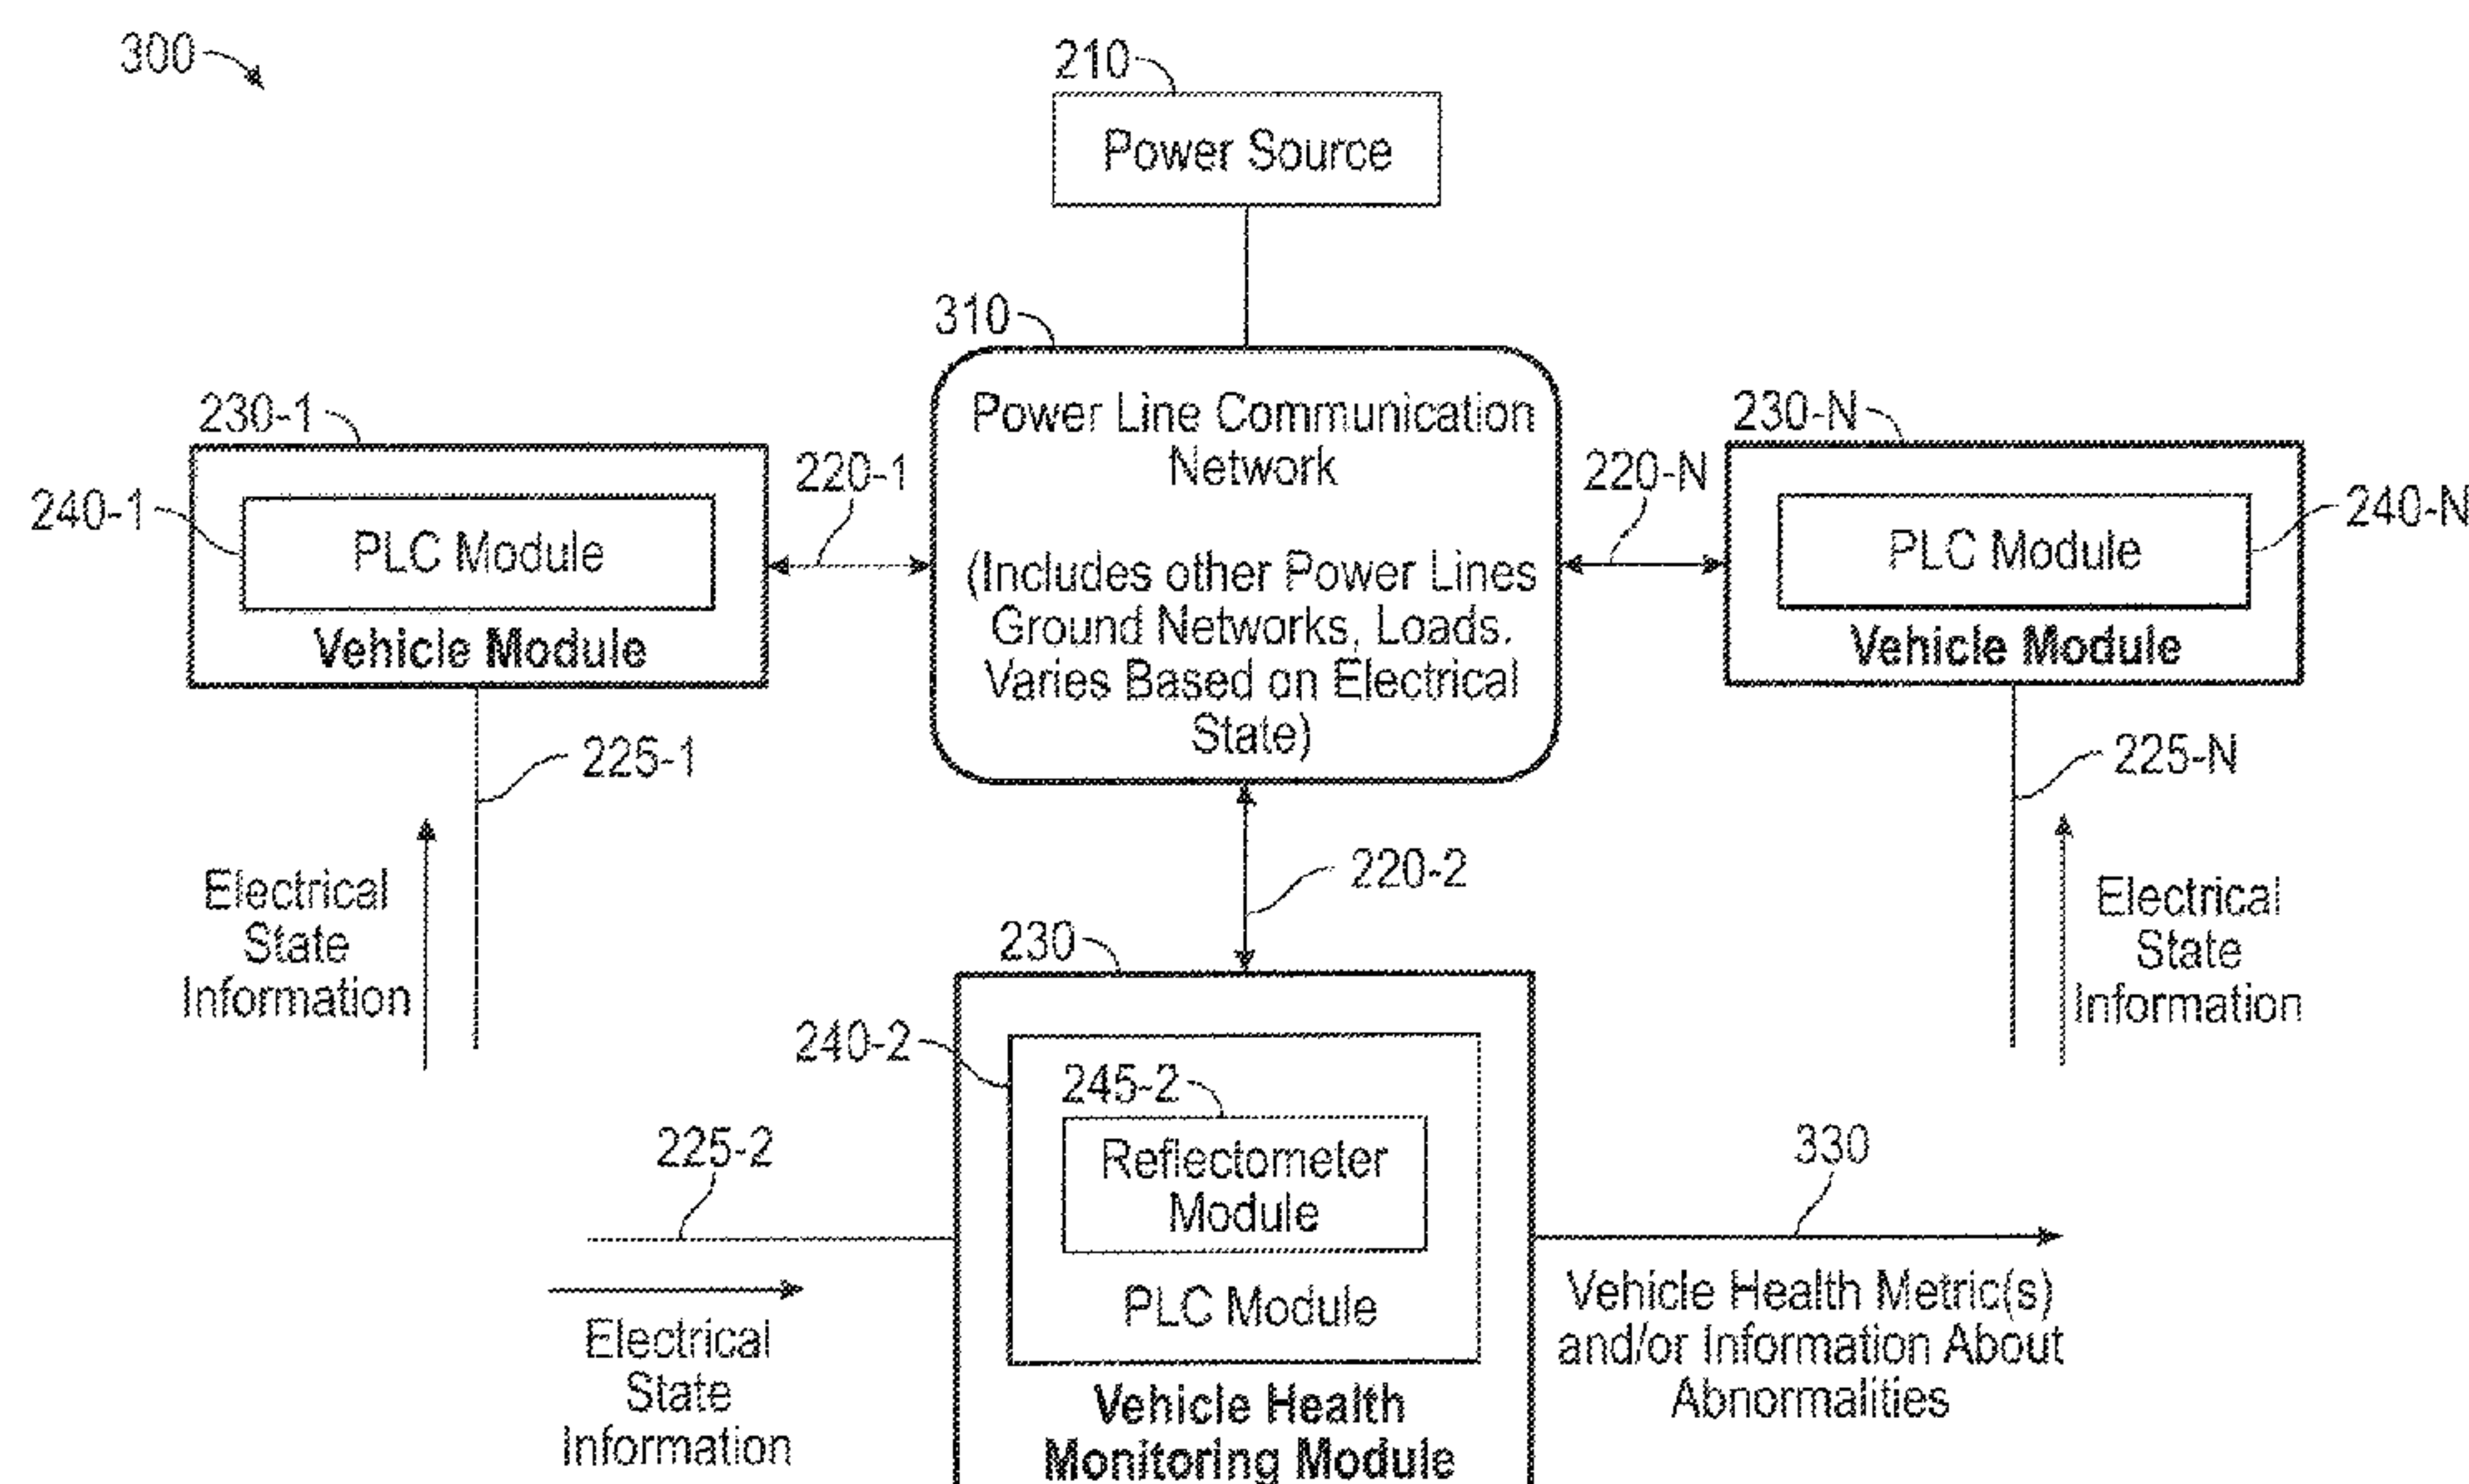 300
210
Power Source
310
Power Line Communication
Network
(Includes other Power Lines
Ground Networks, Loads.
Varies Based on Electrical
State)
230-1
240-1
PLC Module
Vehicle Module
220-1
220-N
230-N
240-N
PLC Module
Vehicle Module
225-1
225-N
Electrical
State
Information
220-2
Electrical
State
Information
230
240-2
245-2
Reflectometer
Module
PLC Module
Vehicle Health
Monitoring Module
225-2
Electrical
State
Information
330
Vehicle Health Metric(s)
and/or Information About
Abnormalities